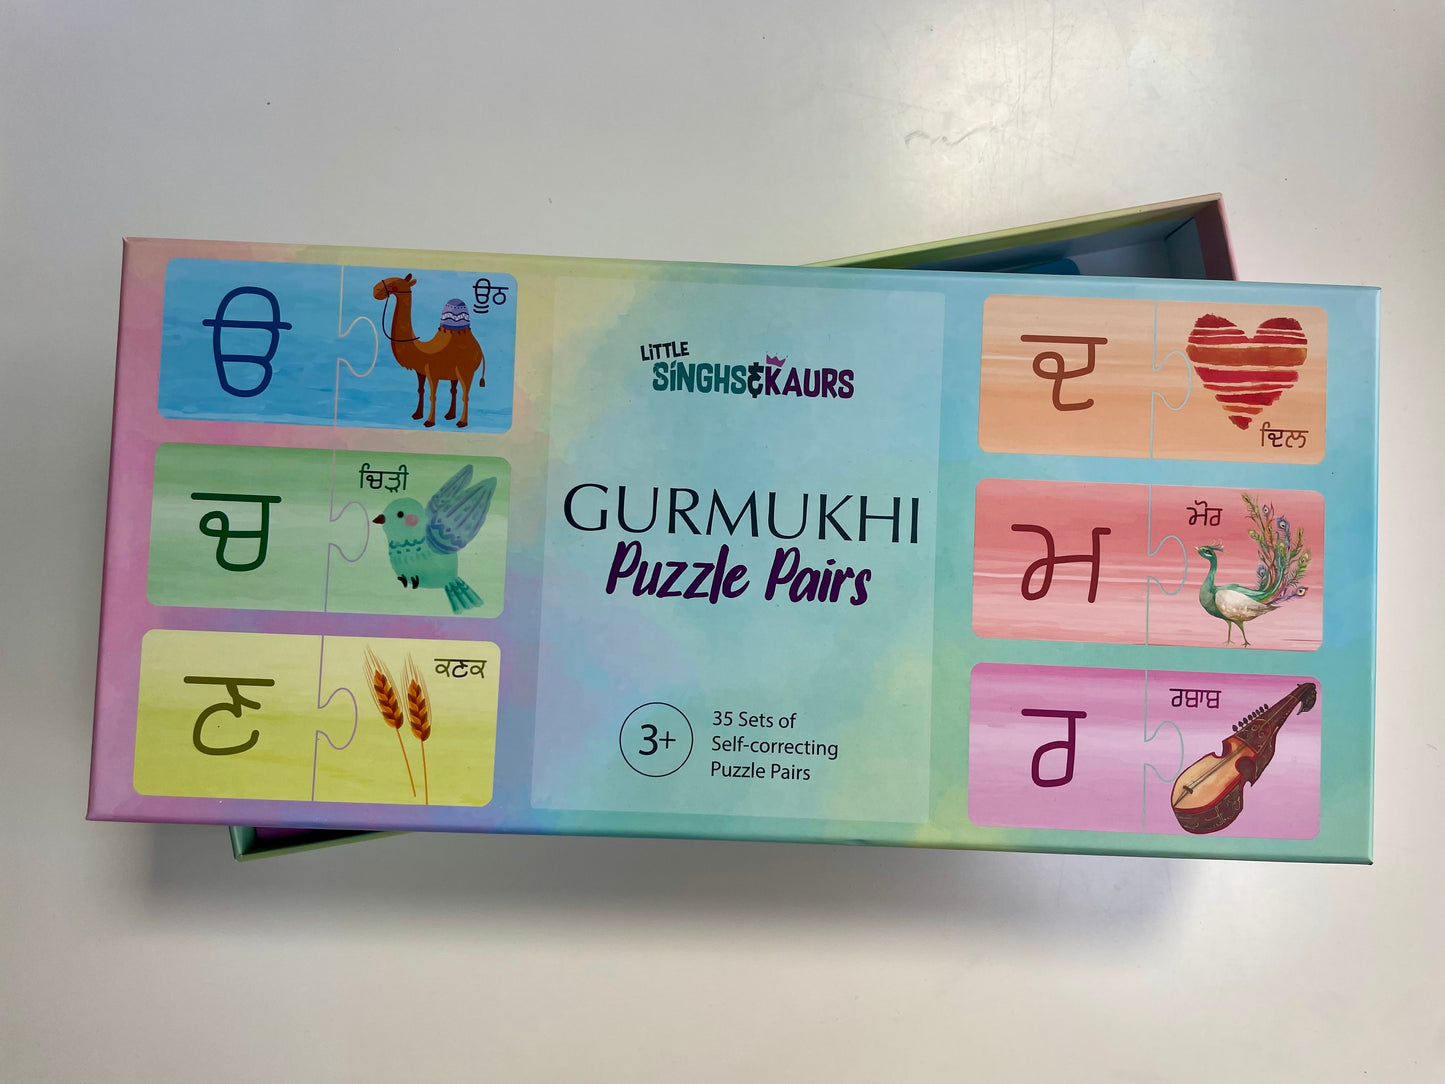 ੳ
ਊਠ
ਚ
ਚਿੜੀ
ਣ
ਕਣਕ
LiTTLE
SiNGHS&KAURS
GURMUKHI
Puzzle Pairs
3+
35 Sets of
Self-correcting
Puzzle Pairs
ਦ
ਦਿਲ
ਮ
ਮੋਰ
ਰ
ਰਬਾਬ